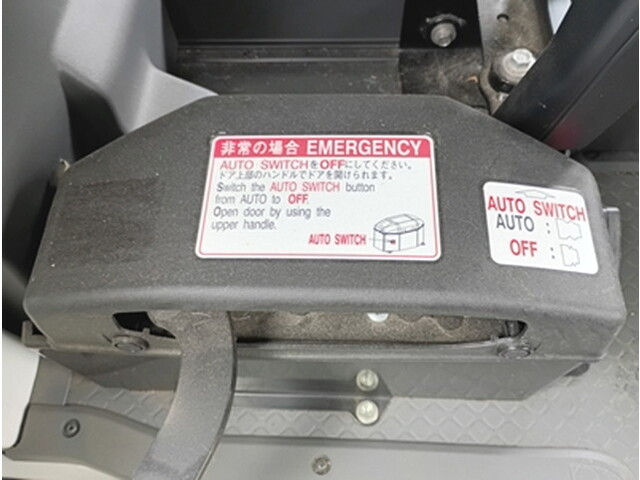 非常の場合 EMERGENCY
AUTO SWITCHをOFFにしてください。
ドア上部のハンドルでドアを開けられます。
Switch the AUTO SWITCH button
from AUTO to OFF.
Open door by using the
upper handle.
AUTO SWITCH
AUTO SWITCH
AUTO :
OFF :